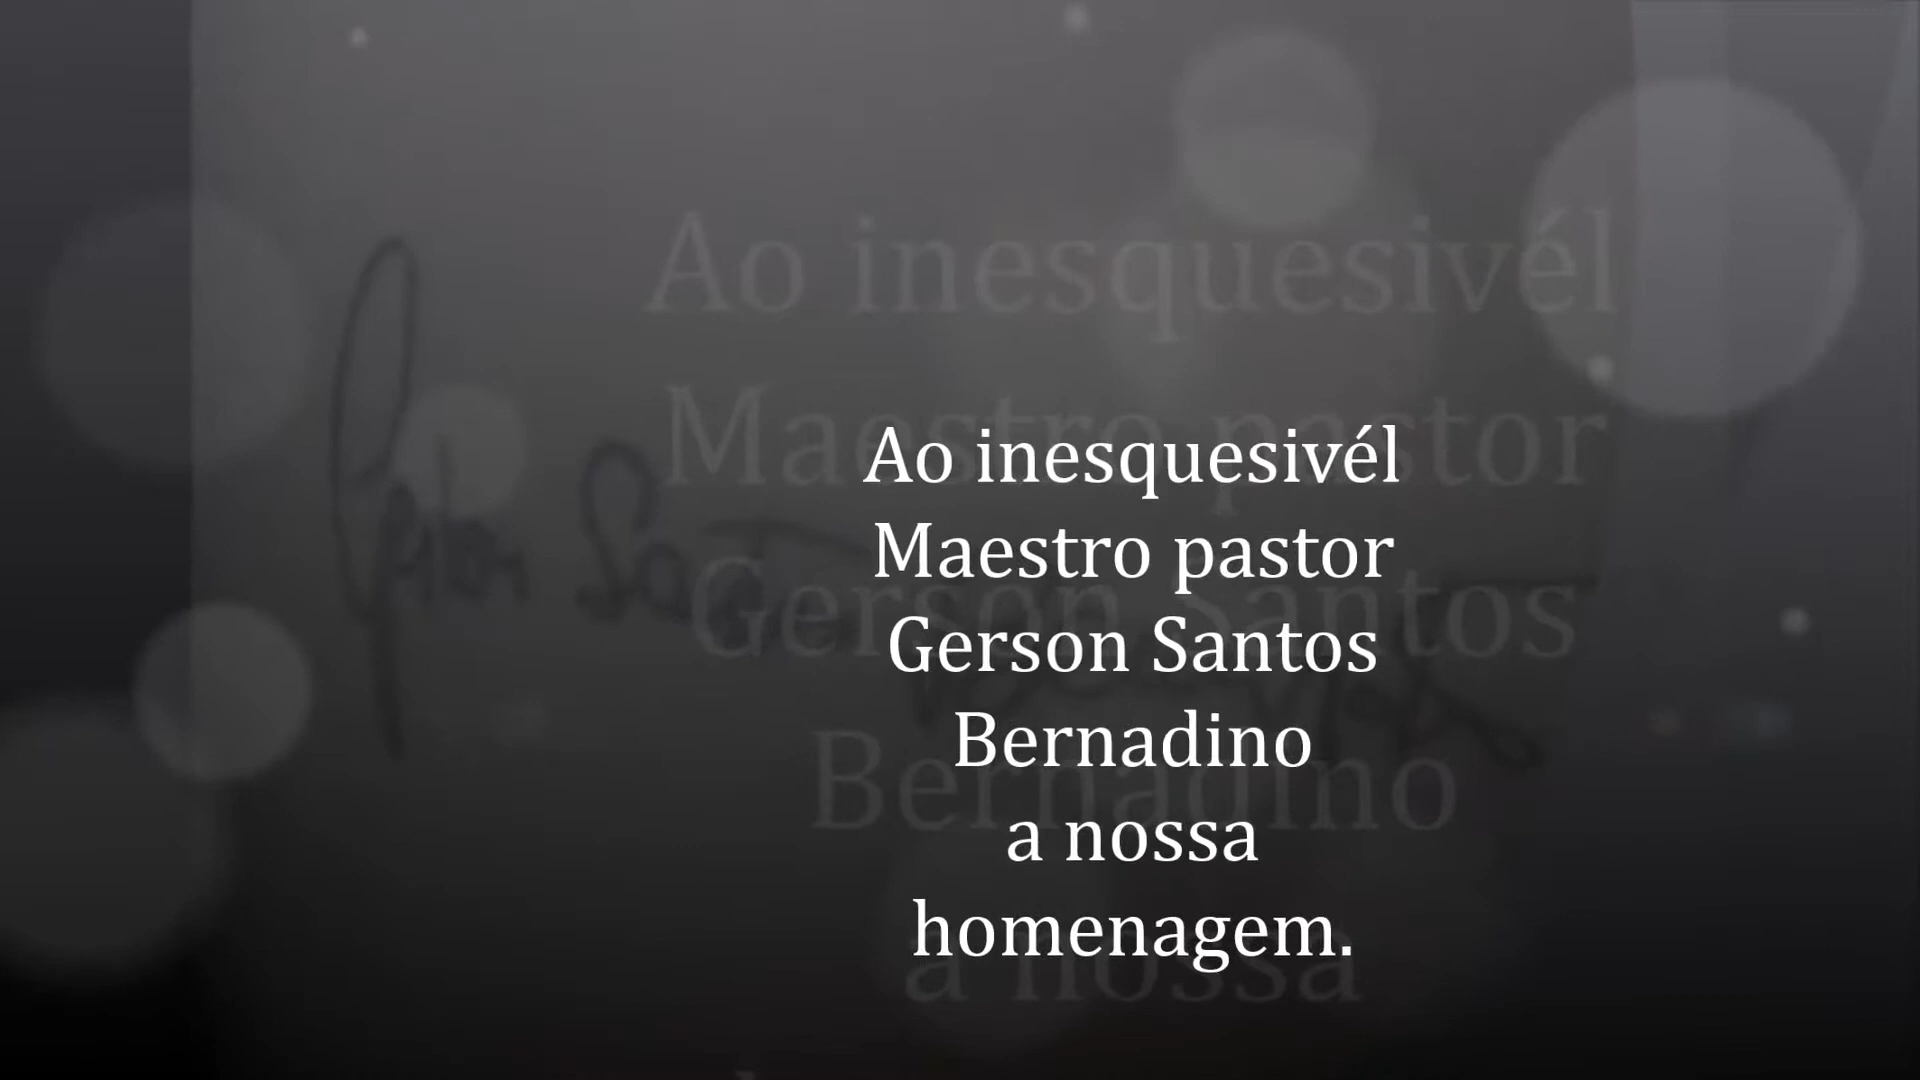 Ao inesquesivél
Maestro pastor
Gerson Santos
Bernadino
a nossa
homenagem.